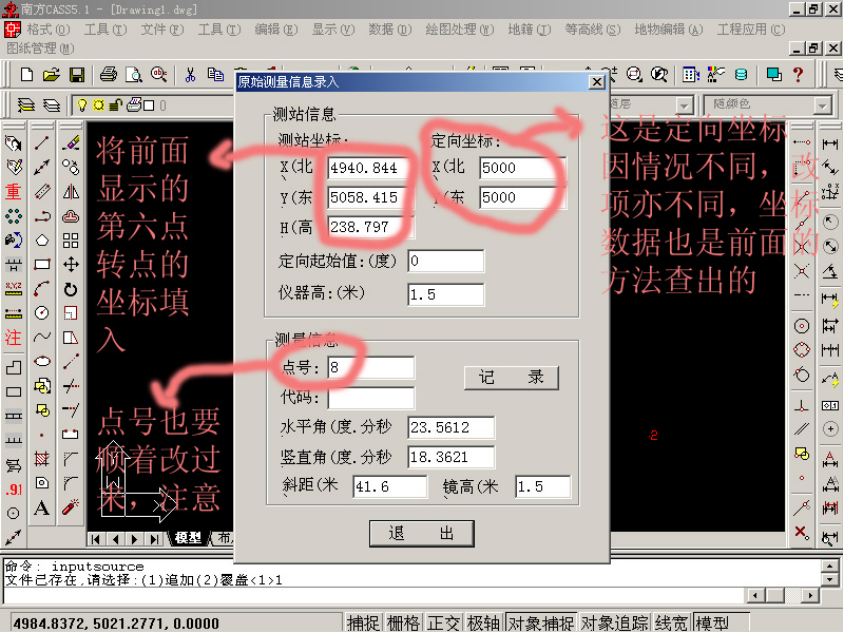 南方CASS5.1 - [Drawing1.dwg]
格式(O) 工具(T) 文件(F) 工具(T) 编辑(E) 显示(V) 数据(D) 绘图处理(W) 地籍(J) 等高线(S) 地物编辑(A) 工程应用(C)
图纸管理(M)
0
随层
随颜色
原始测量信息录入
测站信息
测站坐标:
定向坐标:
X(北
4940.844
X(北
5000
Y(东
5058.415
(东
5000
H(高
238.797
定向起始值:(度)
0
仪器高:(米)
1.5
测量信息
点号:
8
记 录
代码:
水平角(度.分秒
23.5612
竖直角(度.分秒
18.3621
斜距(米
41.6
镜高(米
1.5
退 出
将前面
显示的
第六点
转点的
坐标填
入
点号也要
顺着改过
来，注意
这是定向坐标
因情况不同，改
项亦不同，坐标
数据也是前面的
方法查出的
重
注
.91
A
2
模型
布
命令: inputsource
文件已存在,请选择:(1)追加(2)覆盖<1>1
4984.8372, 5021.2771, 0.0000
捕捉 栅格 正交 极轴 对象捕捉 对象追踪 线宽 模型